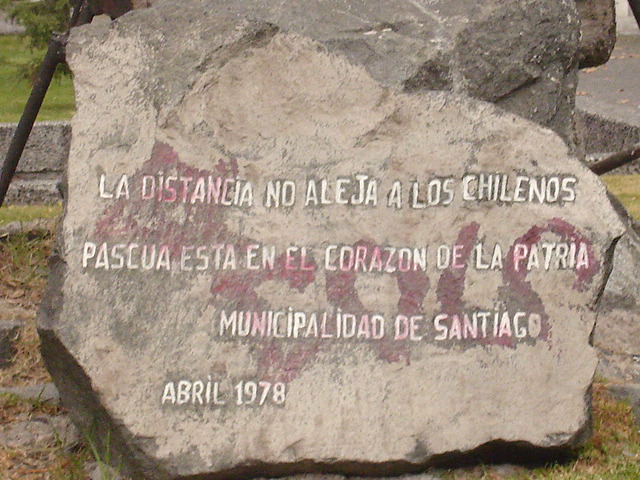 LA DISTANCIA NO ALEJA A LOS CHILENOS
PASCUA ESTA EN EL CORAZON DE LA PATRIA
MUNICIPALIDAD DE SANTIAGO
ABRIL 1978